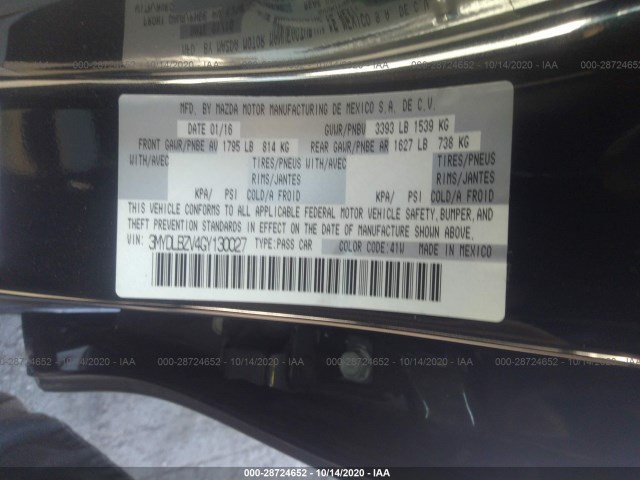 MFD. BY MAZDA MOTOR MANUFACTURING DE MEXICO S.A. DE C.V.
DATE 01/16 GVWR/PNBV 3393 LB 1539 KG
FRONT GAWR/PNBE AV 1795 LB 814 KG REAR GAWR/PNBE AR 1627 LB 738 KG
WITH/AVEC TIRES/PNEUS WITH/AVEC TIRES/PNEUS
RIMS/JANTES RIMS/JANTES
KPA/ PSI COLD/A FROID KPA/ PSI COLD/A FROID
THIS VEHICLE CONFORMS TO ALL APPLICABLE FEDERAL MOTOR VEHICLE SAFETY, BUMPER, AND
THEFT PREVENTION STANDARDS IN EFFECT ON THE DATE OF MANUFACTURE SHOWN ABOVE.
VIN: 3MYDLBZV4GY130027 TYPE: PASS CAR COLOR CODE: 41W MADE IN MEXICO
000-28724652 - 10/14/2020 - IAA